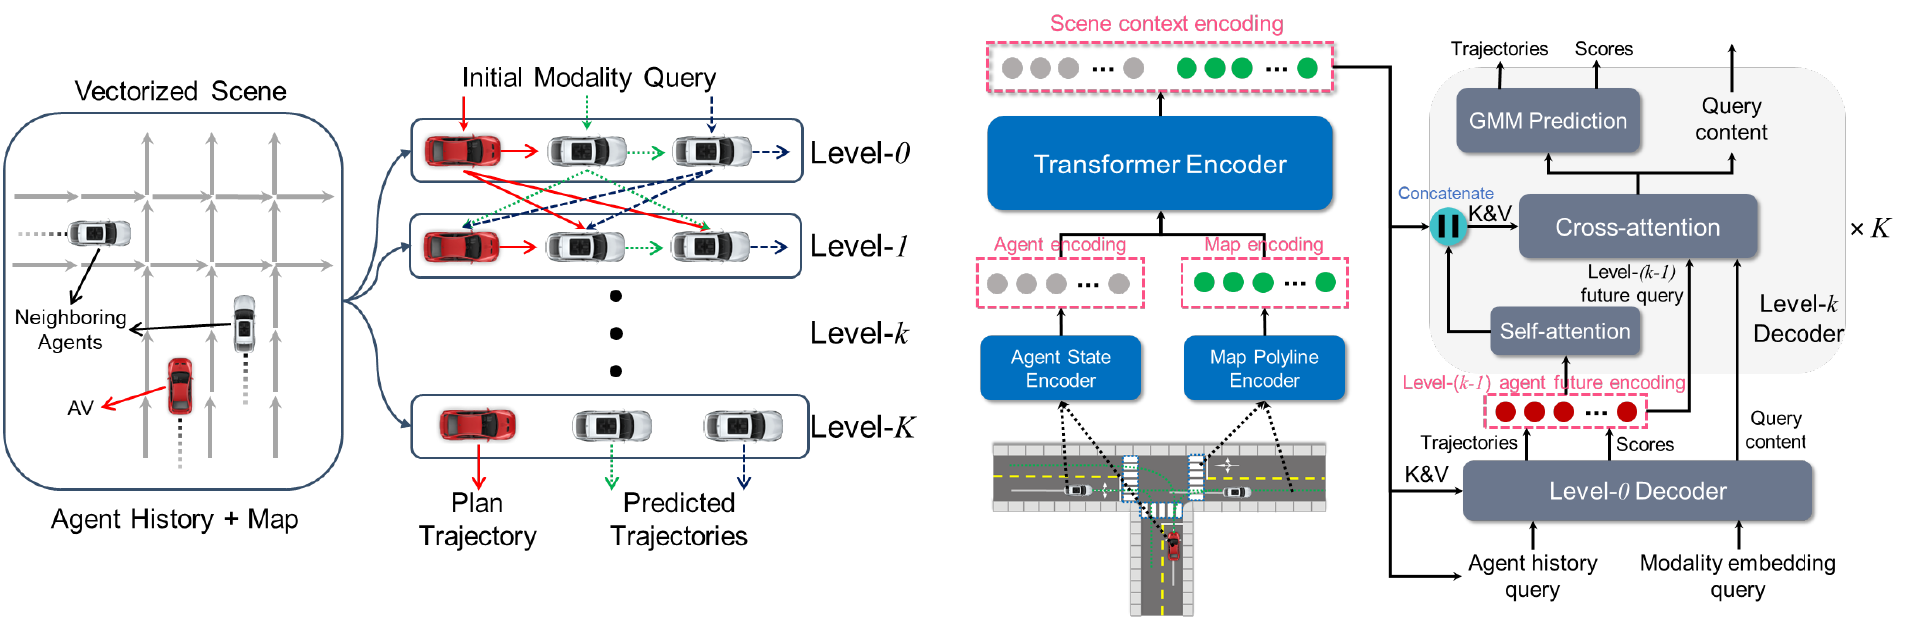 Vectorized Scene
Neighboring
Agents
AV
Agent History + Map
Initial Modality Query
Level-0
Level-1
Level-k
Level-K
Plan
Trajectory
Predicted
Trajectories
Scene context encoding
...
...
Transformer Encoder
Agent encoding
Map encoding
...
...
Agent State
Encoder
Map Polyline
Encoder
Trajectories
Scores
GMM Prediction
Query
content
Concatenate
K&V
Cross-attention
× K
Level-(k-1)
future query
Self-attention
Level-k
Decoder
Level-(k-1) agent future encoding
...
Trajectories
Scores
Query
content
K&V
Level-0 Decoder
Agent history
query
Modality embedding
query